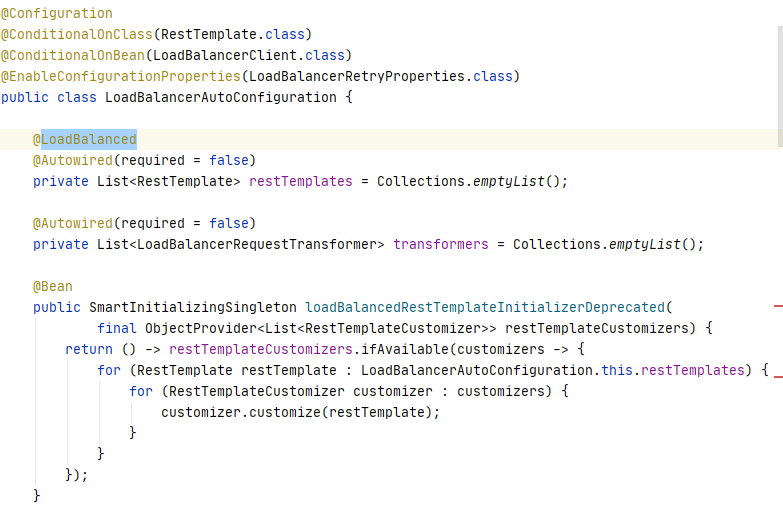 @Configuration
@ConditionalOnClass(RestTemplate.class)
@ConditionalOnBean(LoadBalancerClient.class)
@EnableConfigurationProperties(LoadBalancerRetryProperties.class)
public class LoadBalancerAutoConfiguration {
@LoadBalanced
@Autowired(required = false)
private List<RestTemplate> restTemplates = Collections.emptyList();
@Autowired(required = false)
private List<LoadBalancerRequestTransformer> transformers = Collections.emptyList();
@Bean
public SmartInitializingSingleton loadBalancedRestTemplateInitializerDeprecated(
final ObjectProvider<List<RestTemplateCustomizer>> restTemplateCustomizers) {
return () -> restTemplateCustomizers.ifAvailable(customizers -> {
for (RestTemplate restTemplate : LoadBalancerAutoConfiguration.this.restTemplates) {
for (RestTemplateCustomizer customizer : customizers) {
customizer.customize(restTemplate);
}
}
});
}